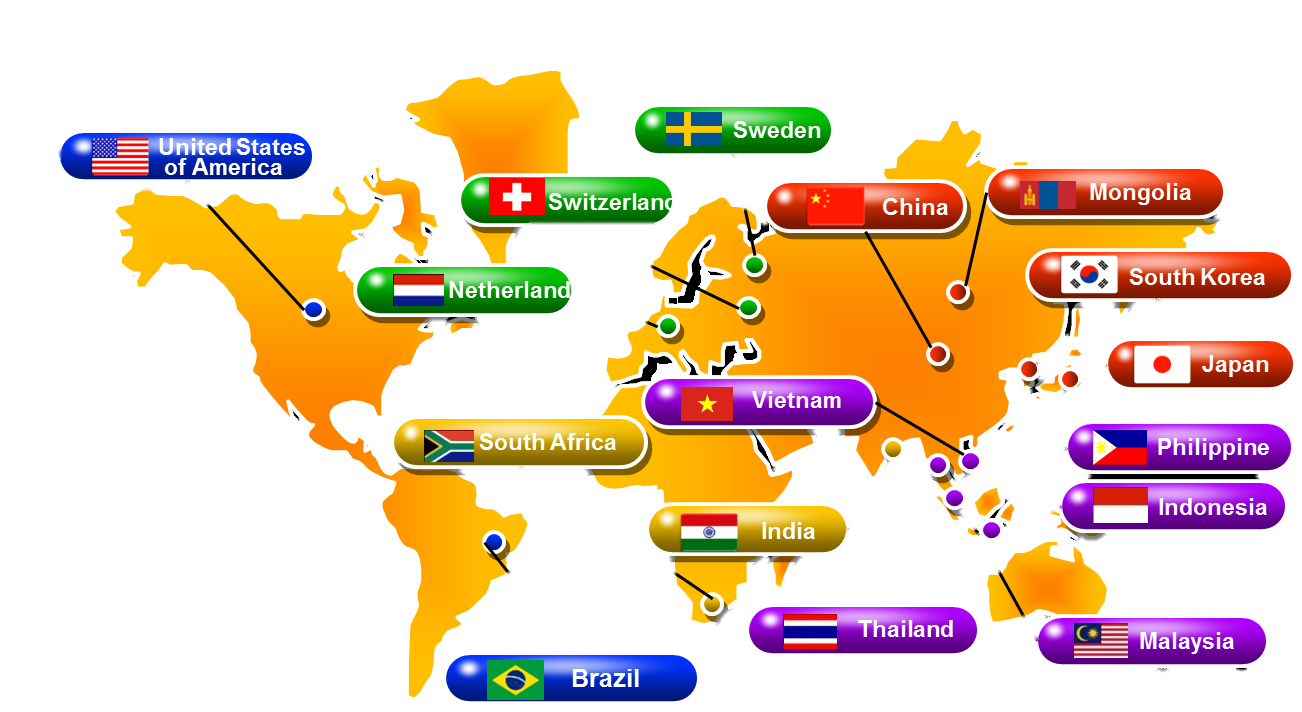 Sweden
United States
of America
Switzerland
China
Mongolia
South Korea
Netherland
Japan
Vietnam
South Africa
Philippine
Indonesia
India
Thailand
Malaysia
Brazil